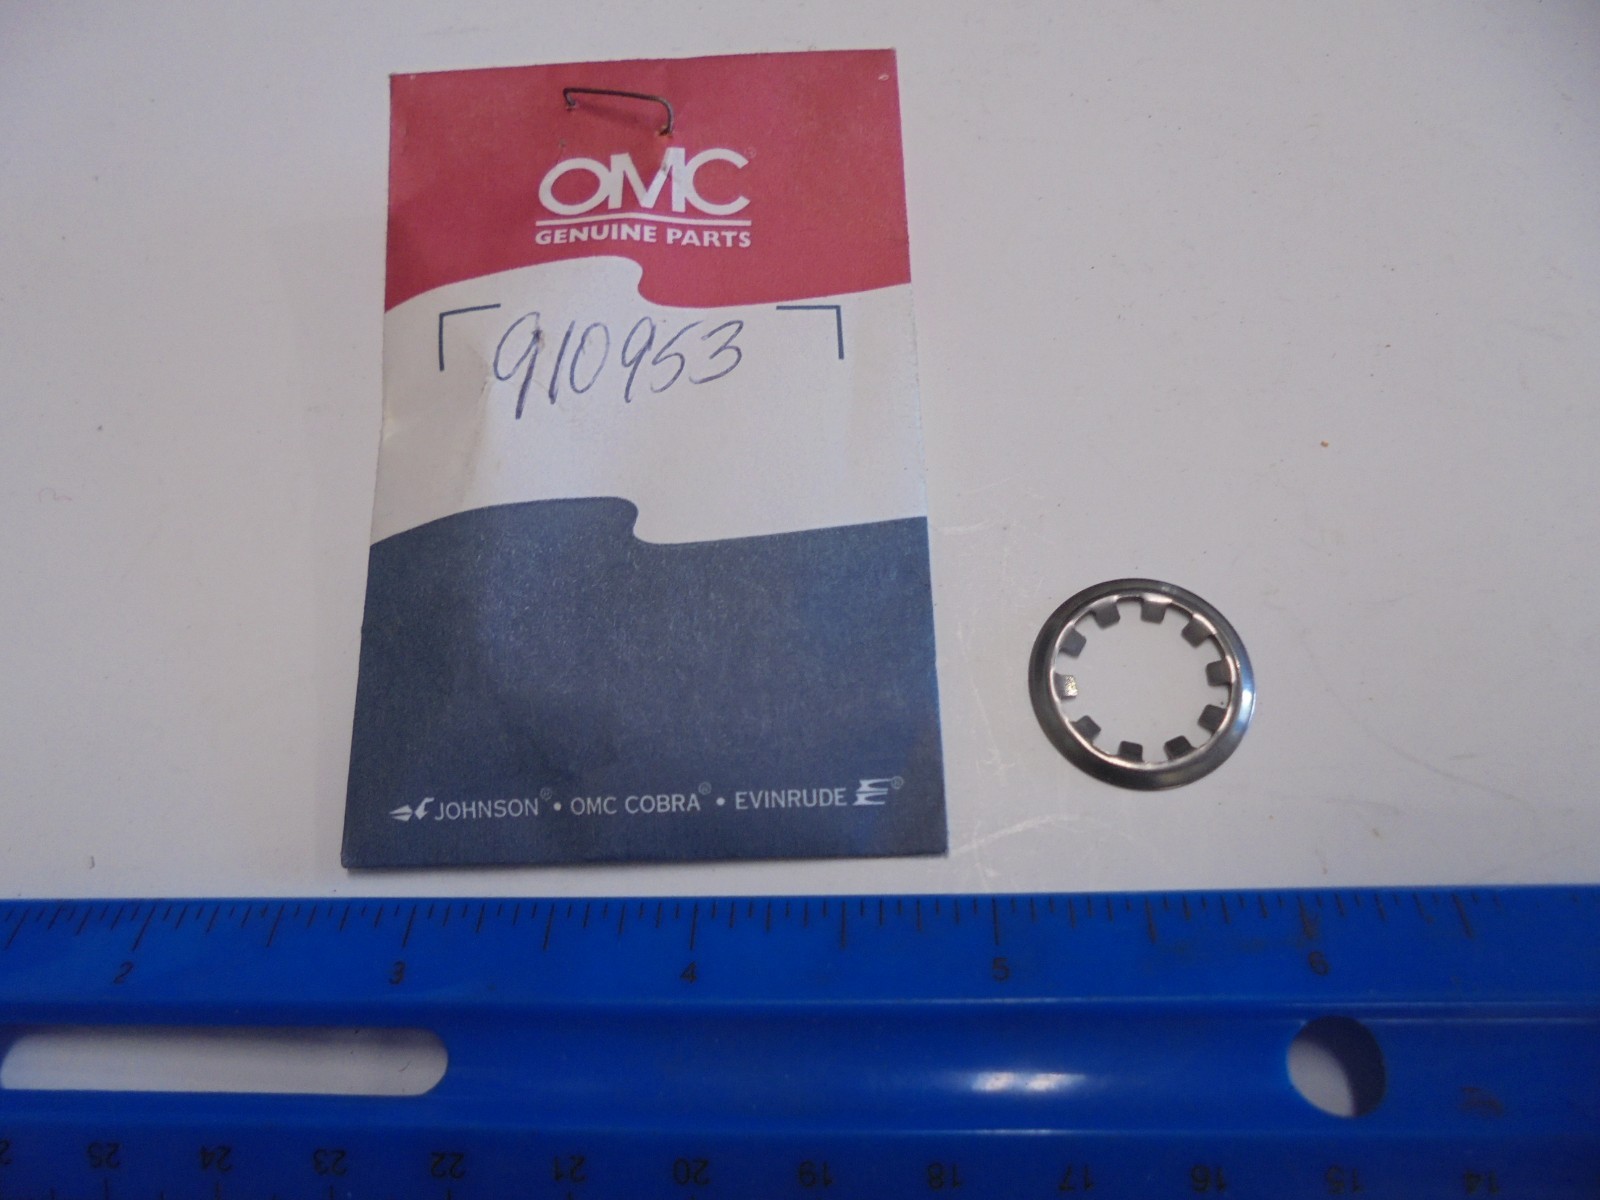 OMC®
GENUINE PARTS
910953
JOHNSON® • OMC COBRA® • EVINRUDE ®
2 3 4 5 6
25 24 23 22 21 20 19 18 17 16 15 14